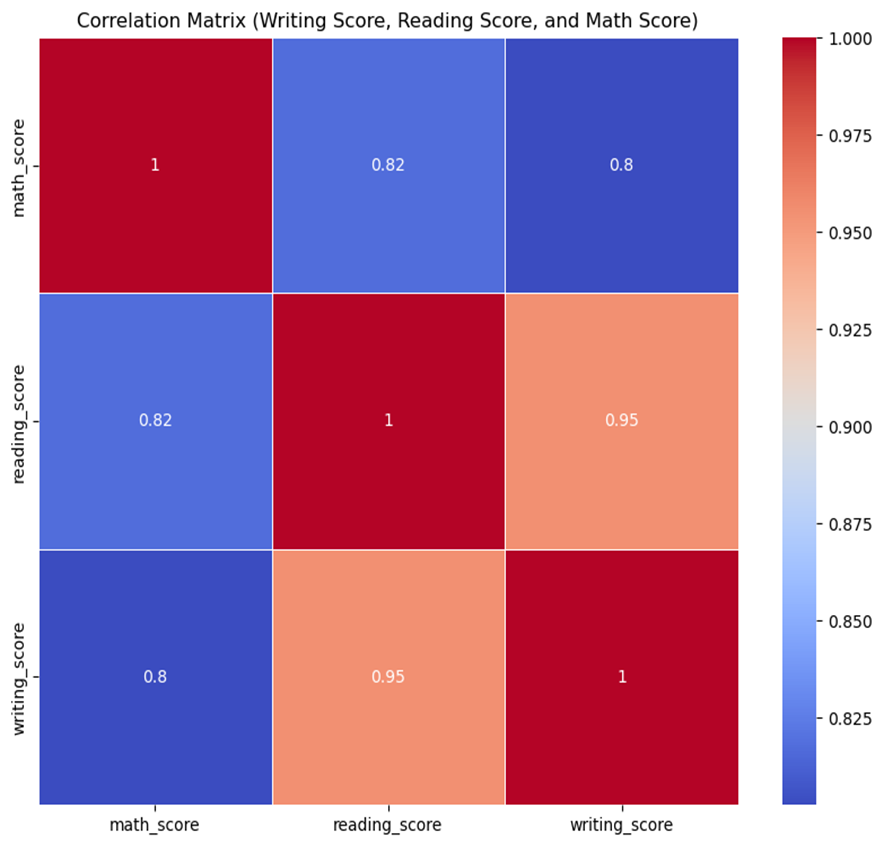 Correlation Matrix (Writing Score, Reading Score, and Math Score)
math_score
1
0.82
0.8
reading_score
0.82
1
0.95
writing_score
0.8
0.95
1
math_score
reading_score
writing_score
1.000
0.975
0.950
0.925
0.900
0.875
0.850
0.825